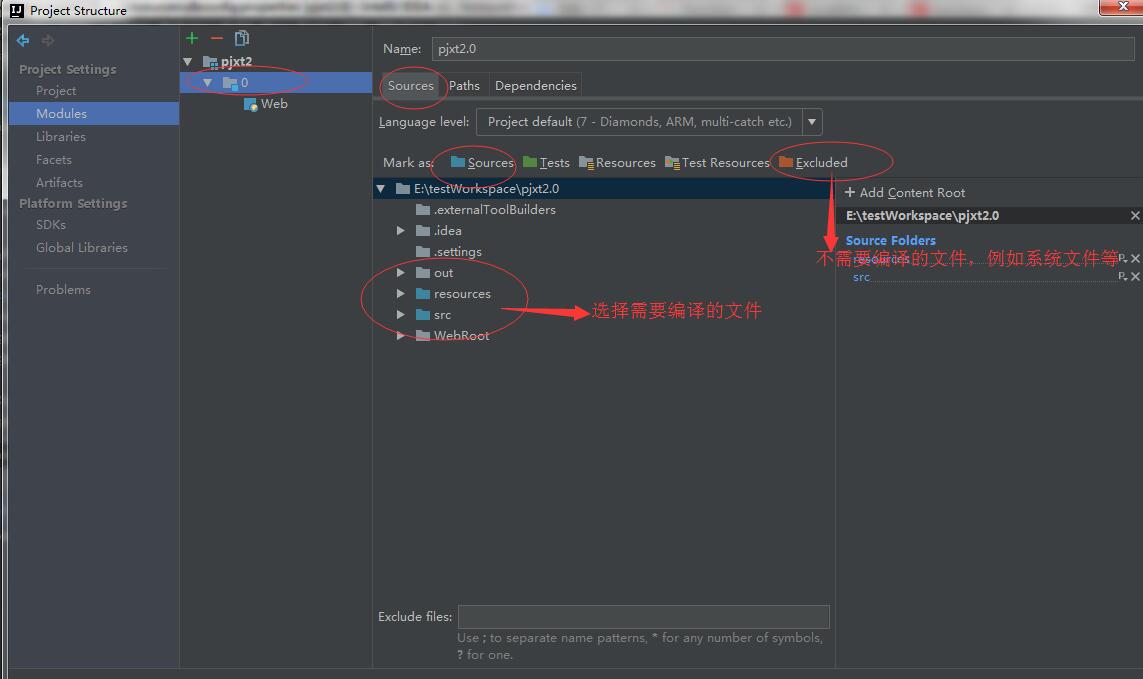 Project Structure
Project Settings
Project
Modules
Libraries
Facets
Artifacts
Platform Settings
SDKs
Global Libraries
Problems
pjxt2
0
Web
Name: pjxt2.0
Sources Paths Dependencies
Language level: Project default (7 - Diamonds, ARM, multi-catch etc.)
Mark as: Sources Tests Resources Test Resources Excluded
E:\testWorkspace\pjxt2.0
.externalToolBuilders
.idea
.settings
out
resources
src
WebRoot
选择需要编译的文件
Exclude files:
Use ; to separate name patterns, * for any number of symbols,
? for one.
+ Add Content Root
E:\testWorkspace\pjxt2.0
Source Folders
不需要编译的文件，例如系统文件等
resources
src